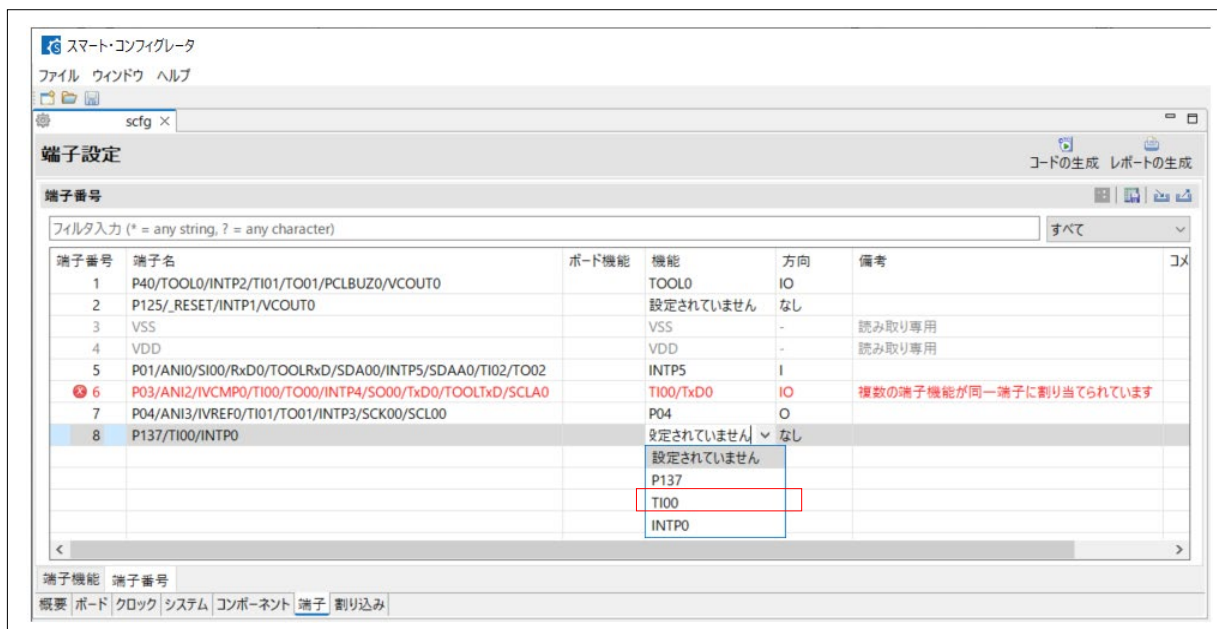 スマート・コンフィグレータ
ファイル ウィンドウ ヘルプ
scfg ×
端子設定
コードの生成 レポートの生成
端子番号
フィルタ入力 (* = any string, ? = any character) すべて
端子番号 端子名 ボード機能 機能 方向 備考 コメ
1 P40/TOOL0/INTP2/TI01/TO01/PCLBUZ0/VCOUT0 TOOL0 IO
2 P125/_RESET/INTP1/VCOUT0 設定されていません なし
3 VSS VSS - 読み取り専用
4 VDD VDD - 読み取り専用
5 P01/ANI0/SI00/RxD0/TOOLRxD/SDA00/INTP5/SDAA0/TI02/TO02 INTP5 I
6 P03/ANI2/IVCMP0/TI00/TO00/INTP4/SO00/TxD0/TOOLTxD/SCLA0 TI00/TxD0 IO 複数の端子機能が同一端子に割り当てられています
7 P04/ANI3/IVREF0/TI01/TO01/INTP3/SCK00/SCL00 P04 O
8 P137/TI00/INTP0 設定されていません なし
設定されていません
P137
TI00
INTP0
端子機能 端子番号
概要 ボード クロック システム コンポーネント 端子 割り込み